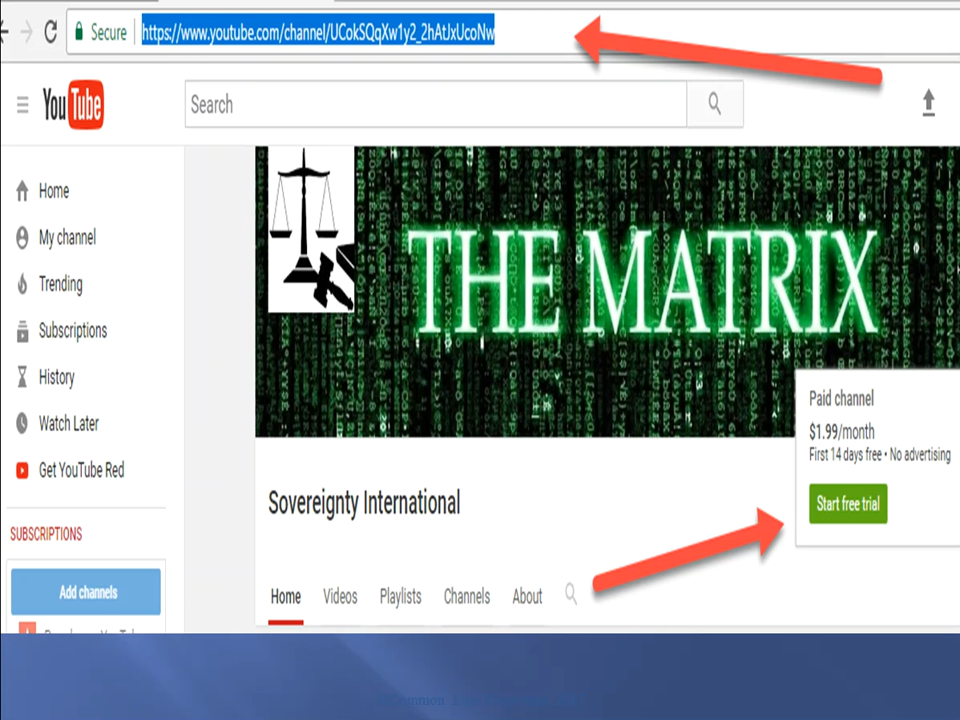 Secure https://www.youtube.com/channel/UCokSQqXw1y2_2hAtJxUcoNw
YouTube
Search
THE MATRIX
Home
My channel
Trending
Subscriptions
History
Watch Later
Get YouTube Red
SUBSCRIPTIONS
Add channels
Paid channel
$1.99/month
First 14 days free • No advertising
Start free trial
Sovereignty International
Home Videos Playlists Channels About